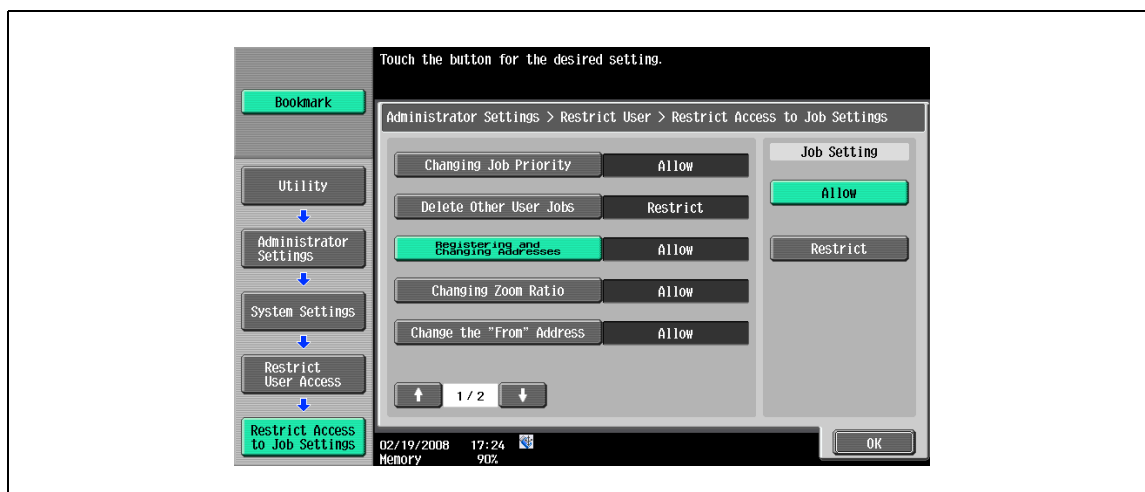 Touch the button for the desired setting.
Bookmark
Administrator Settings > Restrict User > Restrict Access to Job Settings
Utility
Administrator
Settings
System Settings
Restrict
User Access
Restrict Access
to Job Settings
Changing Job Priority Allow
Delete Other User Jobs Restrict
Registering and
Changing Addresses Allow
Changing Zoom Ratio Allow
Change the "From" Address Allow
1/2
Job Setting
Allow
Restrict
02/19/2008 17:24
Memory 90%
OK